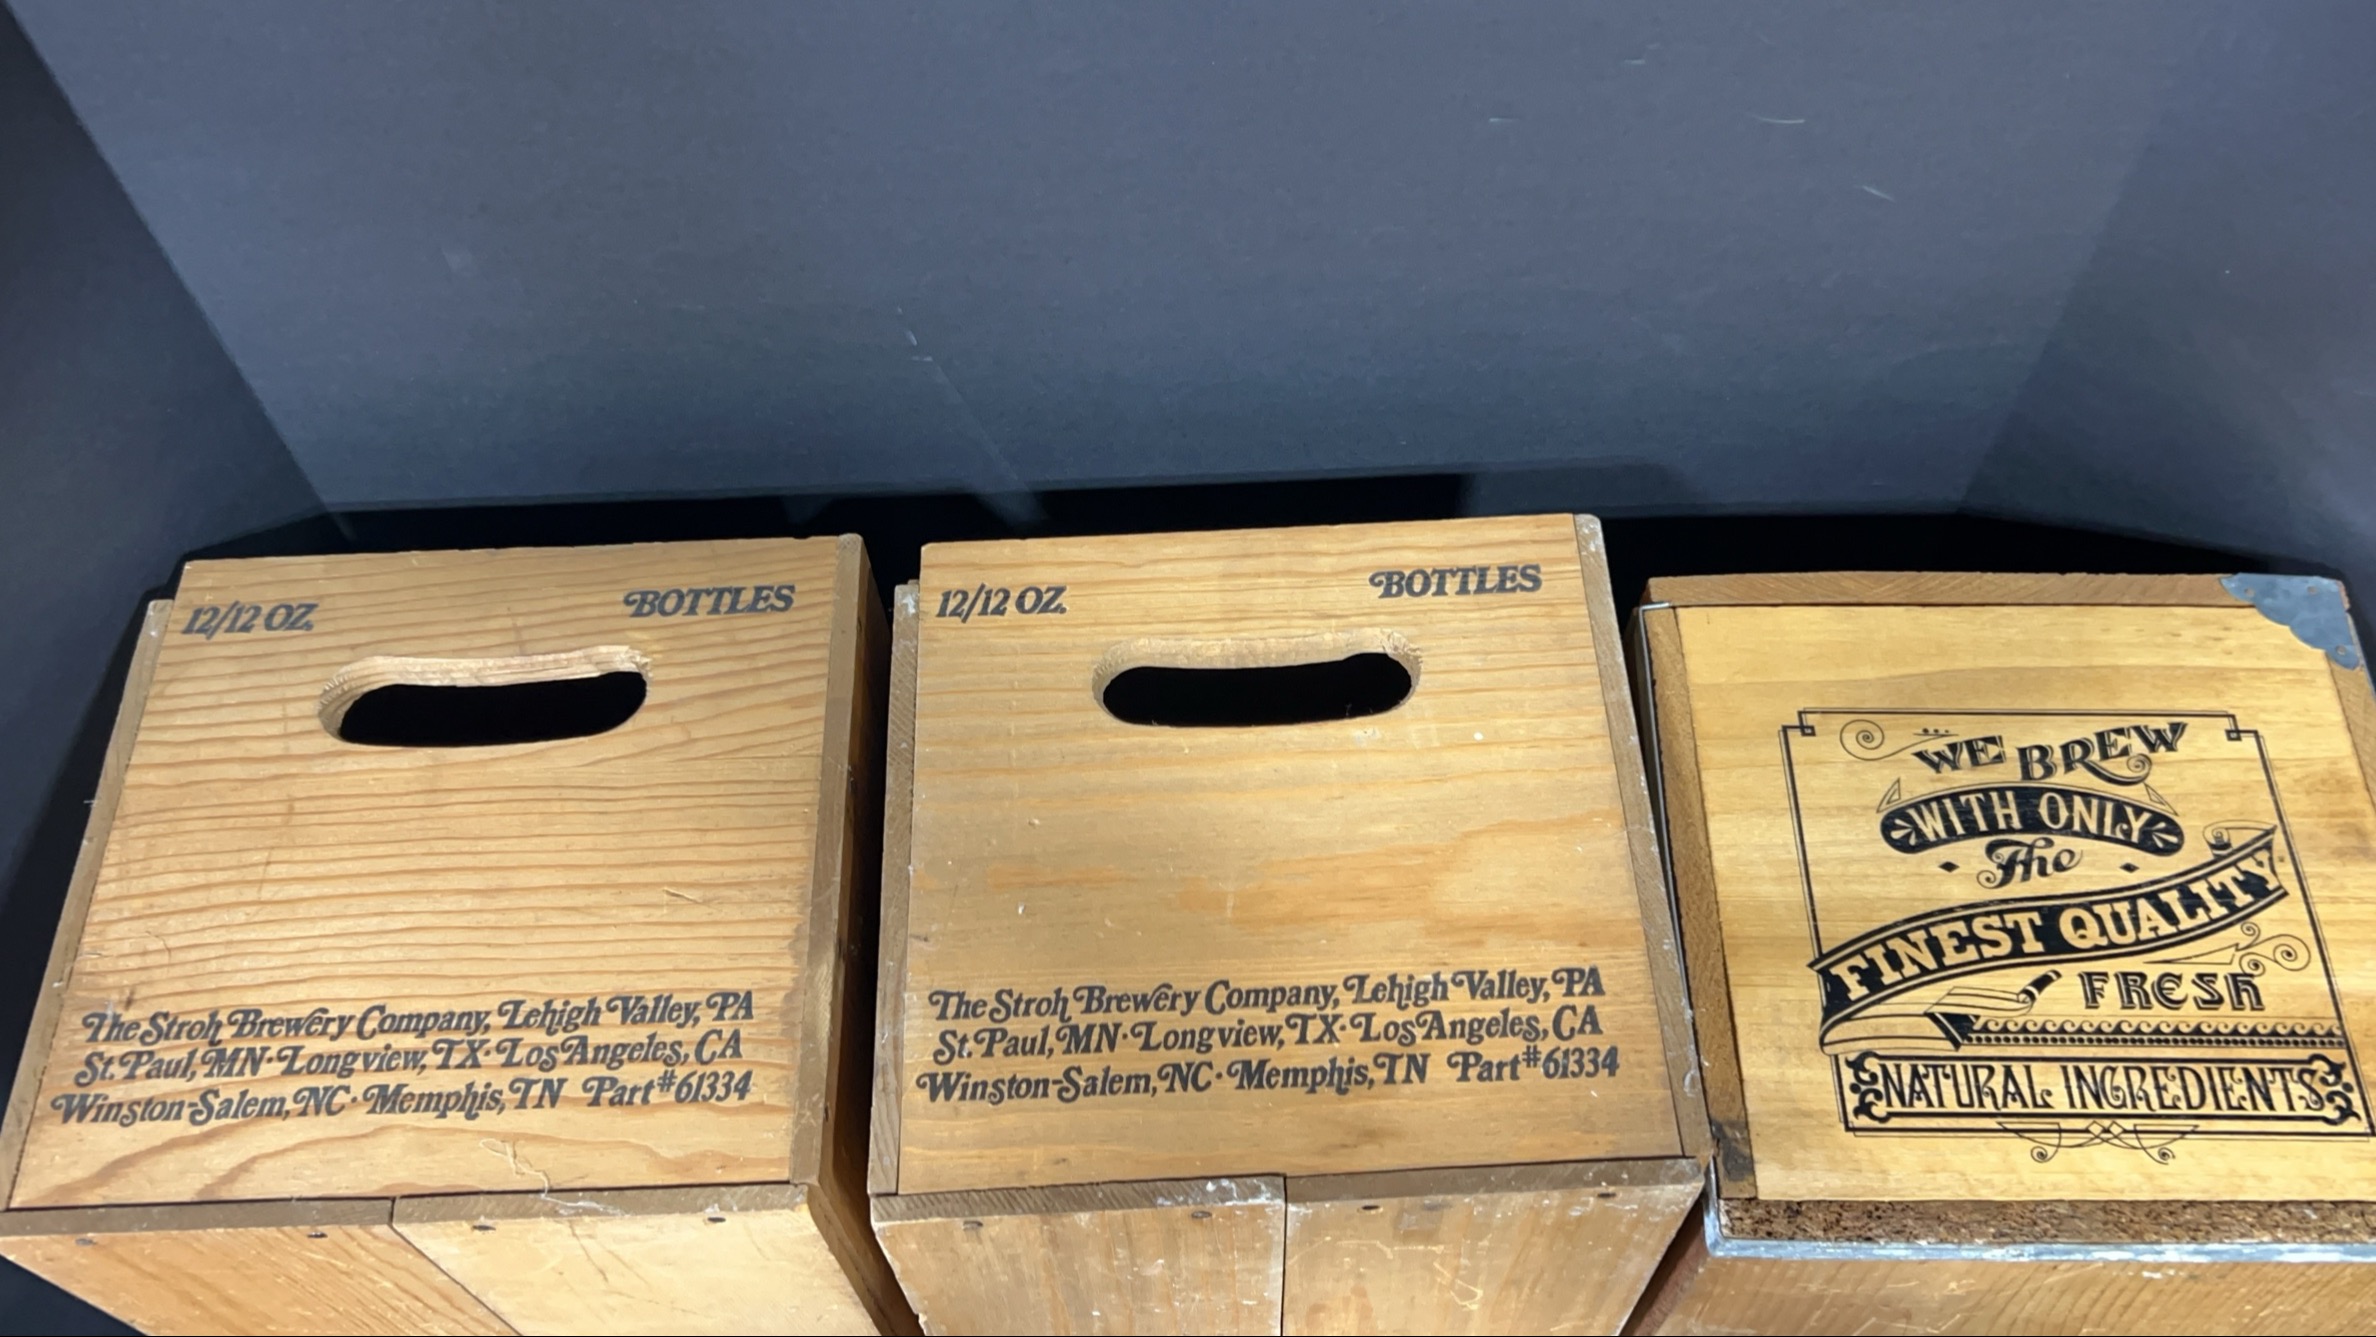 12/12 OZ. BOTTLES
The Stroh Brewery Company, Lehigh Valley, PA
St. Paul, MN · Longview, TX · Los Angeles, CA
Winston-Salem, NC · Memphis, TN Part #61334
12/12 OZ. BOTTLES
The Stroh Brewery Company, Lehigh Valley, PA
St. Paul, MN · Longview, TX · Los Angeles, CA
Winston-Salem, NC · Memphis, TN Part #61334
WE BREW
WITH ONLY
The
FINEST QUALITY
FRESH
NATURAL INGREDIENTS